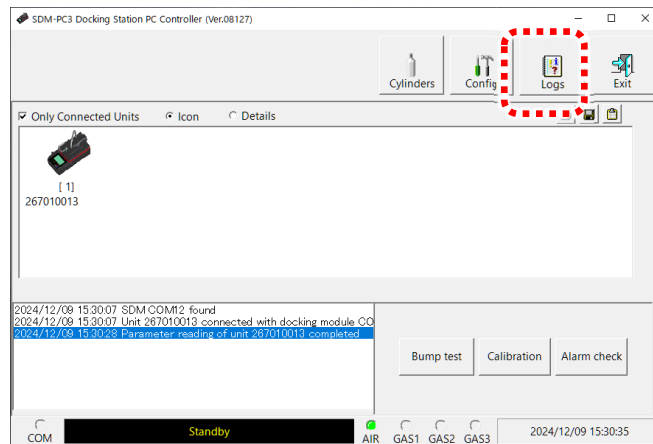 SDM-PC3 Docking Station PC Controller (Ver.08127)
Cylinders
Config
Logs
Exit
Only Connected Units Icon Details
[ 1]
267010013
2024/12/09 15:30:07 SDM COM12 found
2024/12/09 15:30:07 Unit 267010013 connected with docking module CO
2024/12/09 15:30:28 Parameter reading of unit 267010013 completed
Bump test Calibration Alarm check
COM Standby AIR GAS1 GAS2 GAS3 2024/12/09 15:30:35